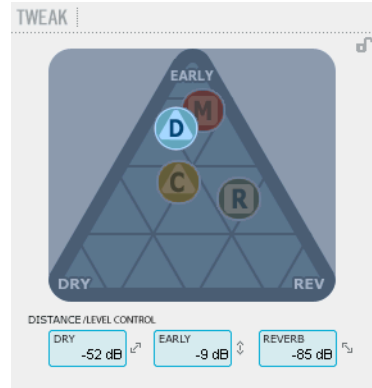 TWEAK
EARLY
M
D
C
R
DRY REV
DISTANCE /LEVEL CONTROL
DRY EARLY REVERB
-52 dB -9 dB -85 dB